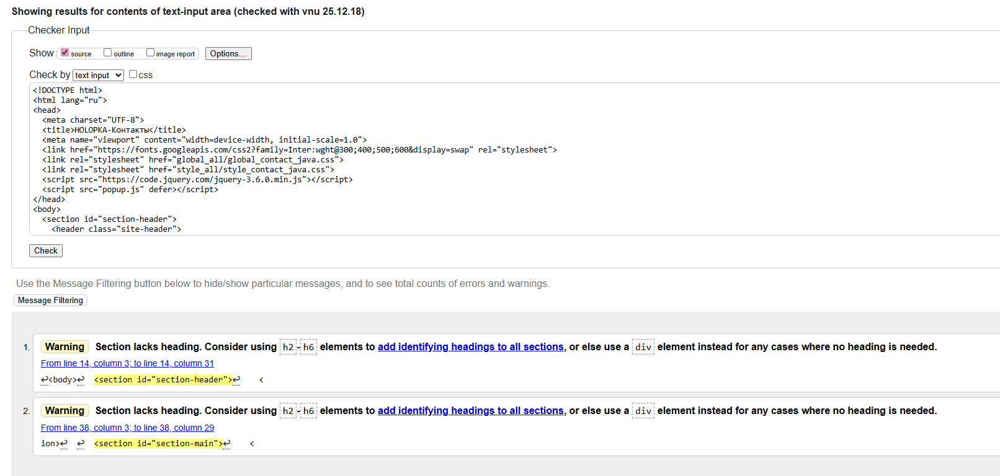 Showing results for contents of text-input area (checked with vnu 25.12.18)
Checker Input
Show source outline image report Options...
Check by text input css
<!DOCTYPE html>
<html lang="ru">
<head>
<meta charset="UTF-8">
<title>HOLOPKA-Контакты</title>
<meta name="viewport" content="width=device-width, initial-scale=1.0">
<link href="https://fonts.googleapis.com/css2?family=Inter:wght@300;400;500;600&display=swap" rel="stylesheet">
<link rel="stylesheet" href="global_all/global_contact_java.css">
<link rel="stylesheet" href="style_all/style_contact_java.css">
<script src="https://code.jquery.com/jquery-3.6.0.min.js"></script>
<script src="popup.js" defer></script>
</head>
<body>
<section id="section-header">
<header class="site-header">
Check
Use the Message Filtering button below to hide/show particular messages, and to see total counts of errors and warnings.
Message Filtering
1. Warning Section lacks heading. Consider using h2-h6 elements to add identifying headings to all sections, or else use a div element instead for any cases where no heading is needed.
From line 14, column 3; to line 14, column 31
↩<body>↩ <section id="section-header">↩ <
2. Warning Section lacks heading. Consider using h2-h6 elements to add identifying headings to all sections, or else use a div element instead for any cases where no heading is needed.
From line 38, column 3; to line 38, column 29
ion>↩ ↩ <section id="section-main">↩ <